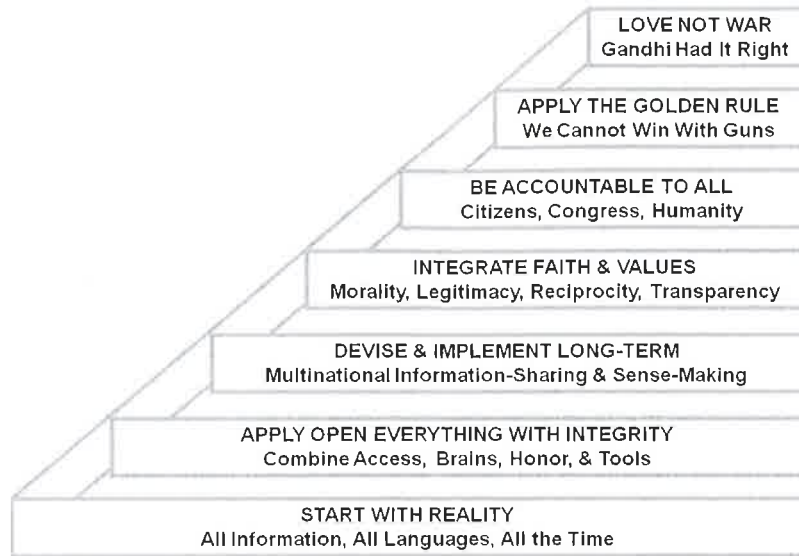 LOVE NOT WAR
Gandhi Had It Right
APPLY THE GOLDEN RULE
We Cannot Win With Guns
BE ACCOUNTABLE TO ALL
Citizens, Congress, Humanity
INTEGRATE FAITH & VALUES
Morality, Legitimacy, Reciprocity, Transparency
DEVISE & IMPLEMENT LONG-TERM
Multinational Information-Sharing & Sense-Making
APPLY OPEN EVERYTHING WITH INTEGRITY
Combine Access, Brains, Honor, & Tools
START WITH REALITY
All Information, All Languages, All the Time